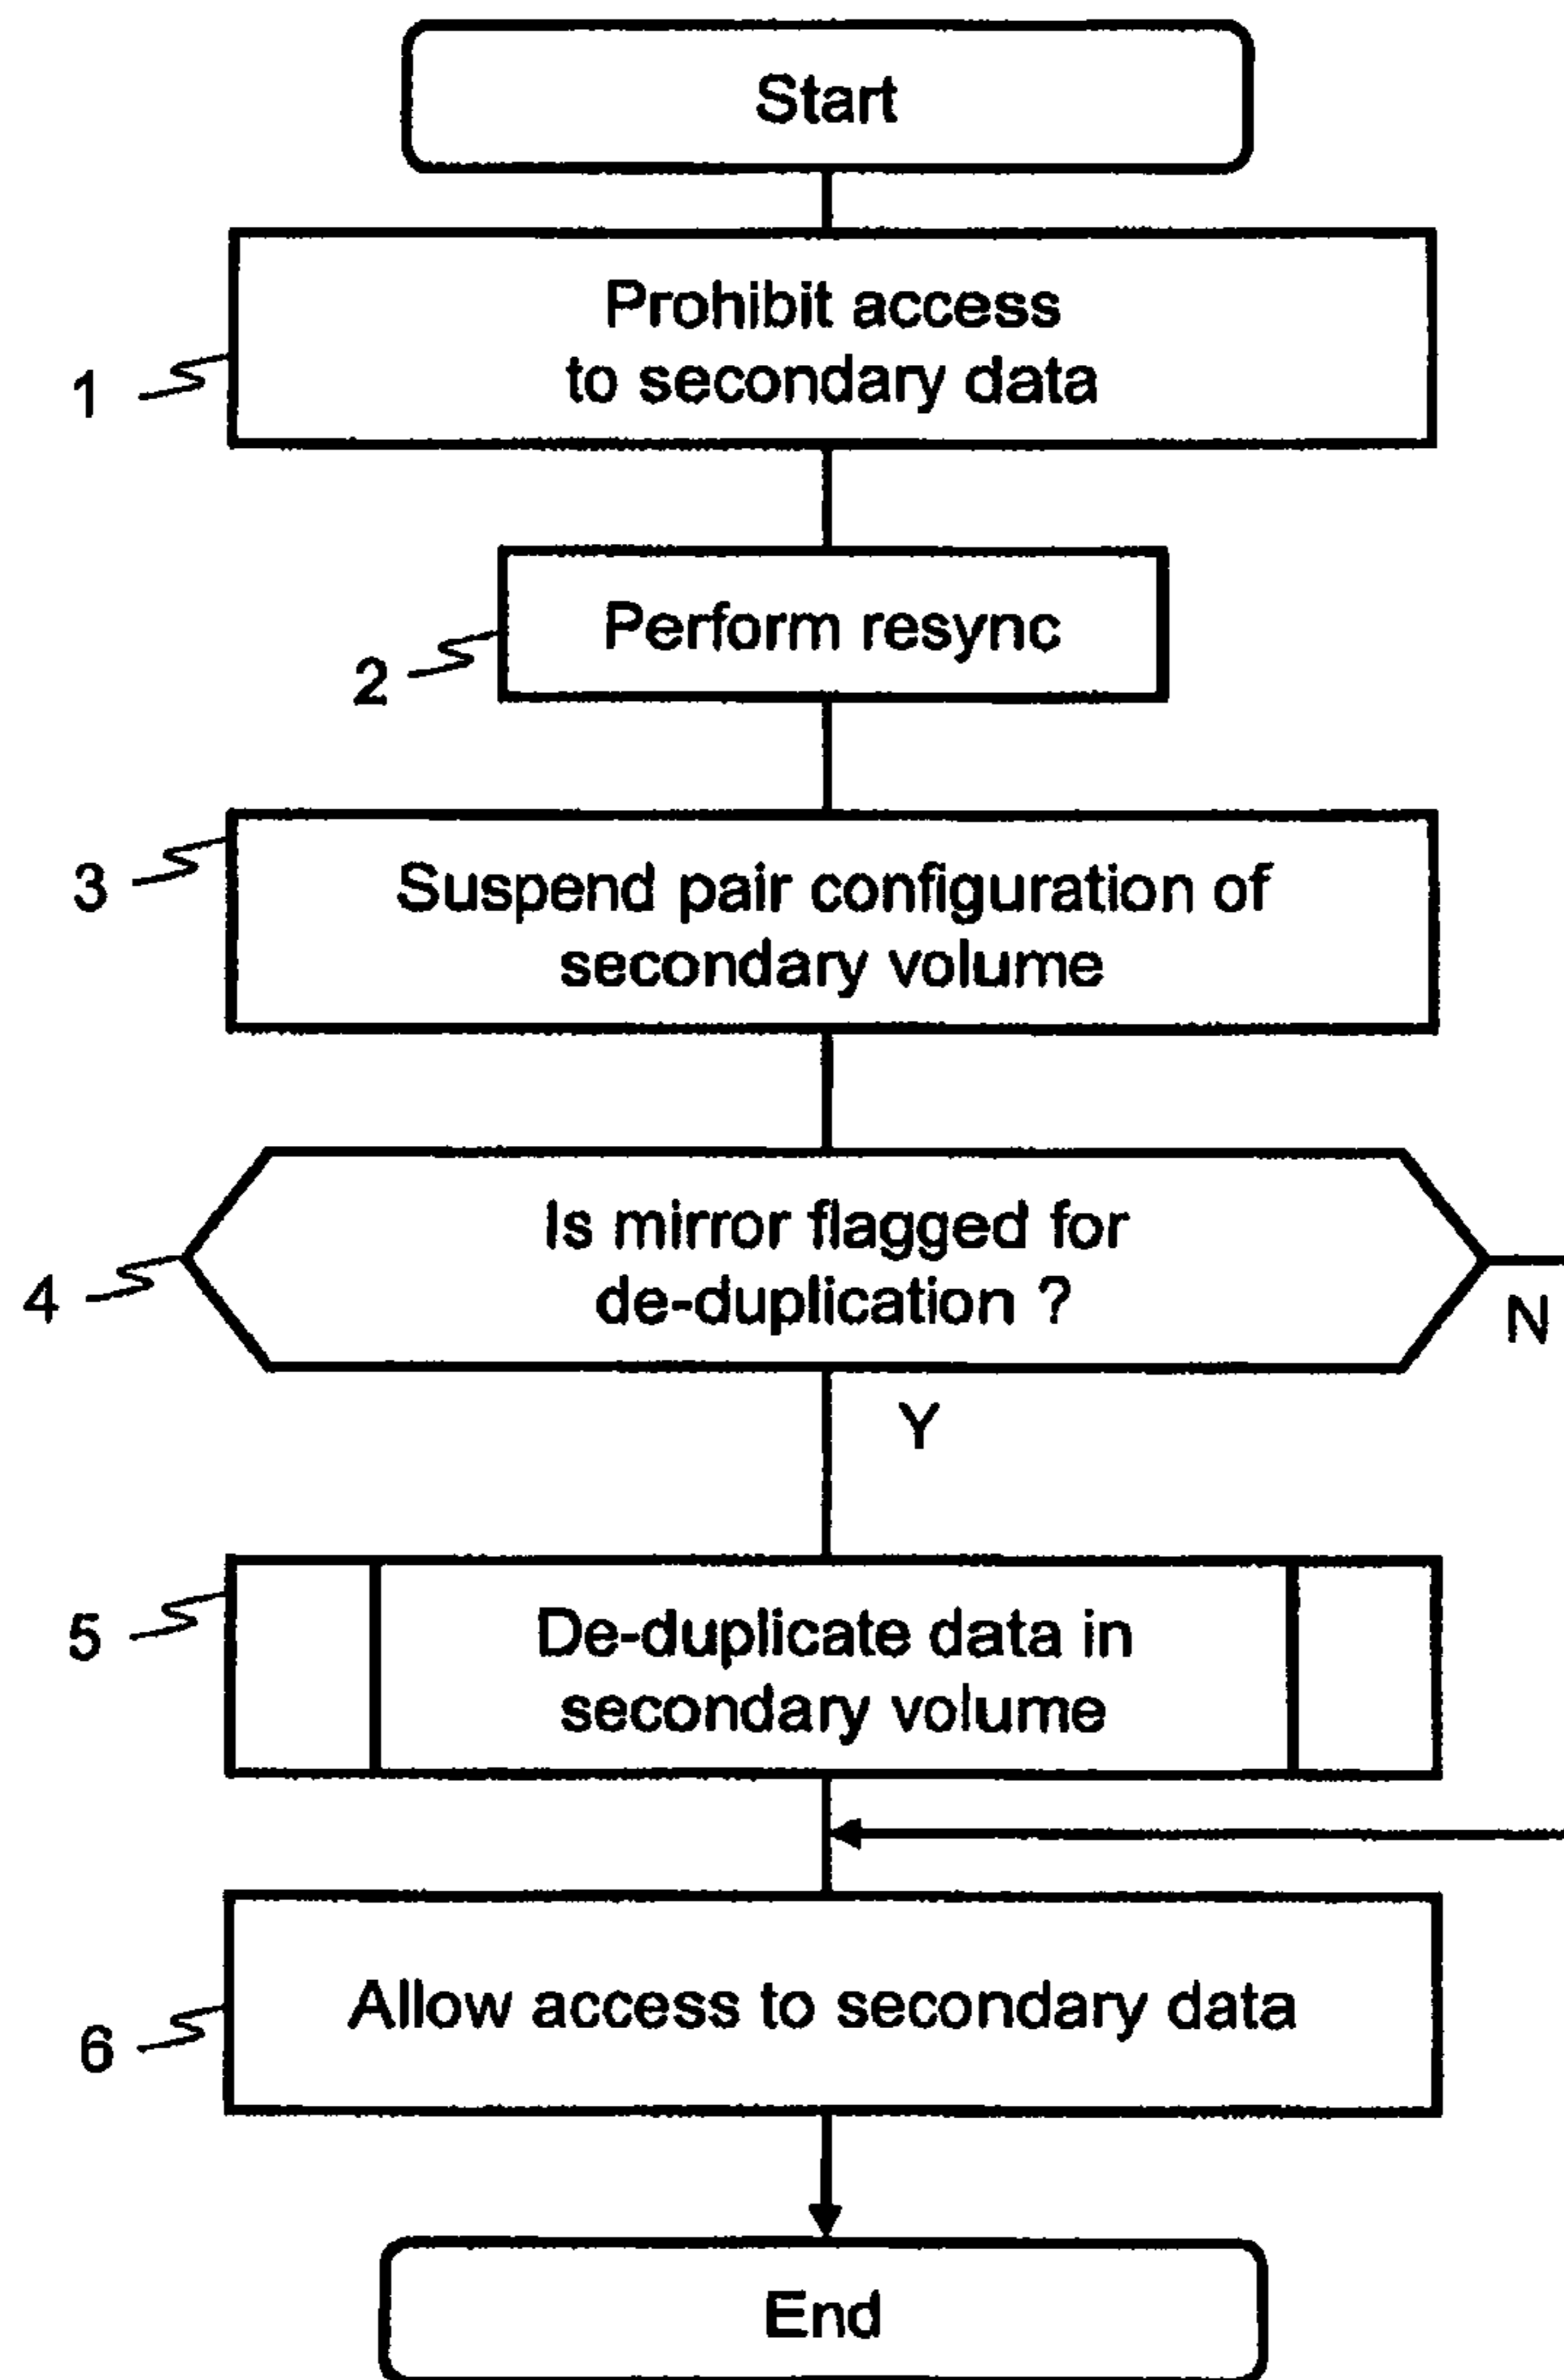 Start
Prohibit access
to secondary data
1
Perform resync
2
3
Suspend pair configuration of
secondary volume
Is mirror flagged for
de-duplication ?
4
N
Y
5
De-duplicate data in
secondary volume
Allow access to secondary data
6
End